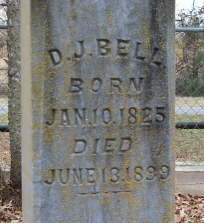 D.J.BELL
BORN
JAN.10.1825
DIED
JUNE 13.1899